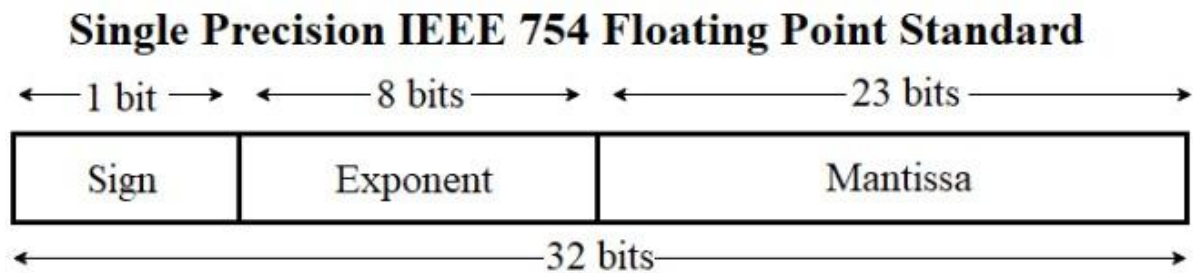 Single Precision IEEE 754 Floating Point Standard
1 bit 8 bits 23 bits
Sign Exponent Mantissa
32 bits